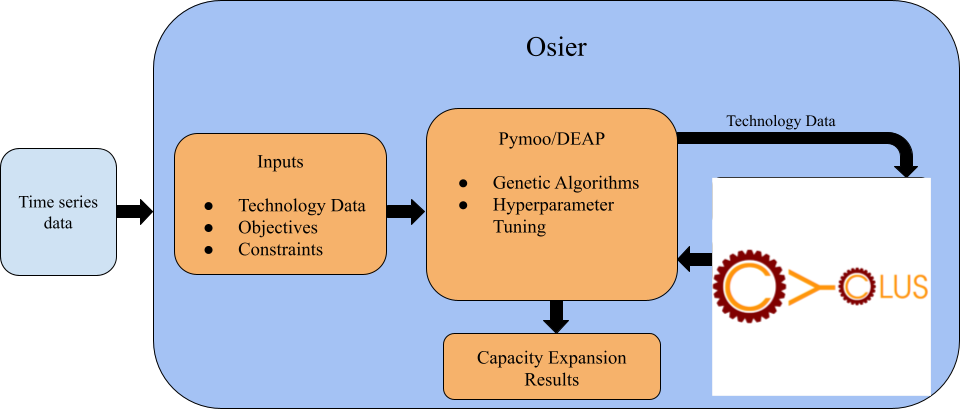 Osier
Time series
data
Inputs
● Technology Data
● Objectives
● Constraints
Pymoo/DEAP
● Genetic Algorithms
● Hyperparameter
Tuning
Technology Data
CYCLUS
Capacity Expansion
Results